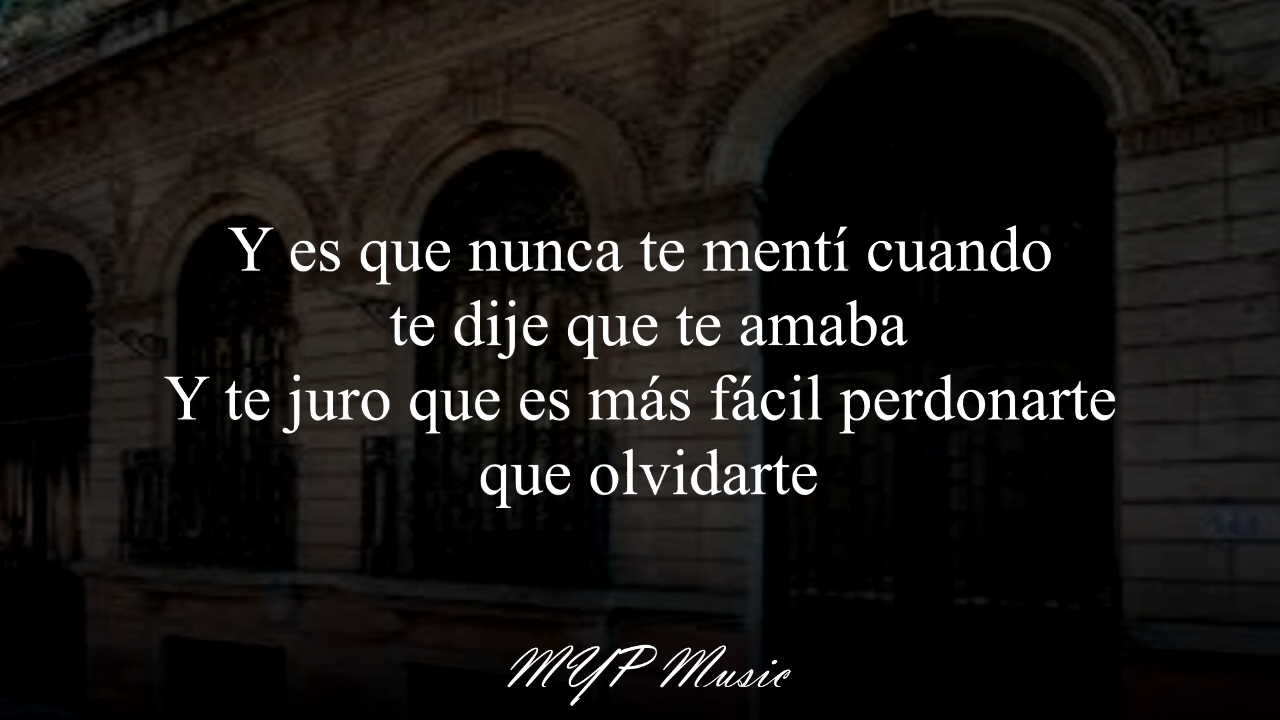 Y es que nunca te mentí cuando
te dije que te amaba
Y te juro que es más fácil perdonarte
que olvidarte
MYP Music